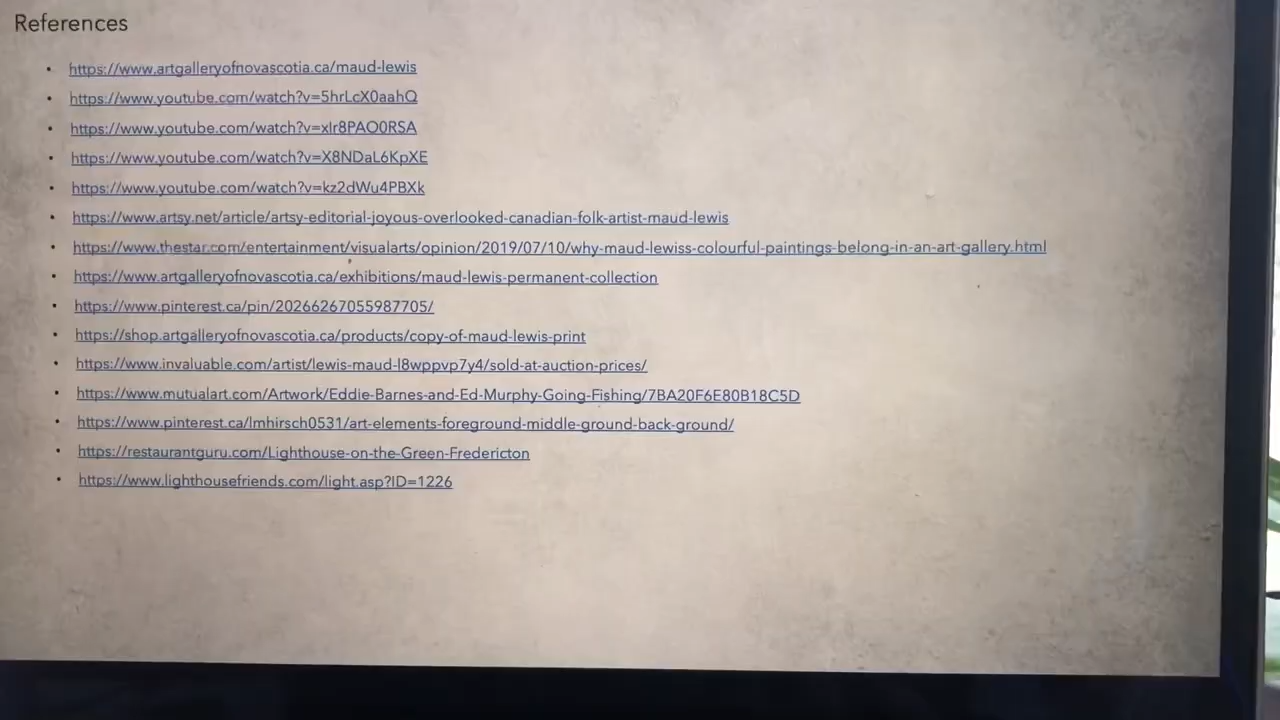 References
• https://www.artgalleryofnovascotia.ca/maud-lewis
• https://www.youtube.com/watch?v=5hrLcX0aahQ
• https://www.youtube.com/watch?v=xlr8PAO0RSA
• https://www.youtube.com/watch?v=X8NDaL6KpXE
• https://www.youtube.com/watch?v=kz2dWu4PBXk
• https://www.artsy.net/article/artsy-editorial-joyous-overlooked-canadian-folk-artist-maud-lewis
• https://www.thestar.com/entertainment/visualarts/opinion/2019/07/10/why-maud-lewiss-colourful-paintings-belong-in-an-art-gallery.html
• https://www.artgalleryofnovascotia.ca/exhibitions/maud-lewis-permanent-collection
• https://www.pinterest.ca/pin/20266267055987705/
• https://shop.artgalleryofnovascotia.ca/products/copy-of-maud-lewis-print
• https://www.invaluable.com/artist/lewis-maud-l8wppvp7y4/sold-at-auction-prices/
• https://www.mutualart.com/Artwork/Eddie-Barnes-and-Ed-Murphy-Going-Fishing/7BA20F6E80B18C5D
• https://www.pinterest.ca/lmhirsch0531/art-elements-foreground-middle-ground-back-ground/
• https://restaurantguru.com/Lighthouse-on-the-Green-Fredericton
• https://www.lighthousefriends.com/light.asp?ID=1226